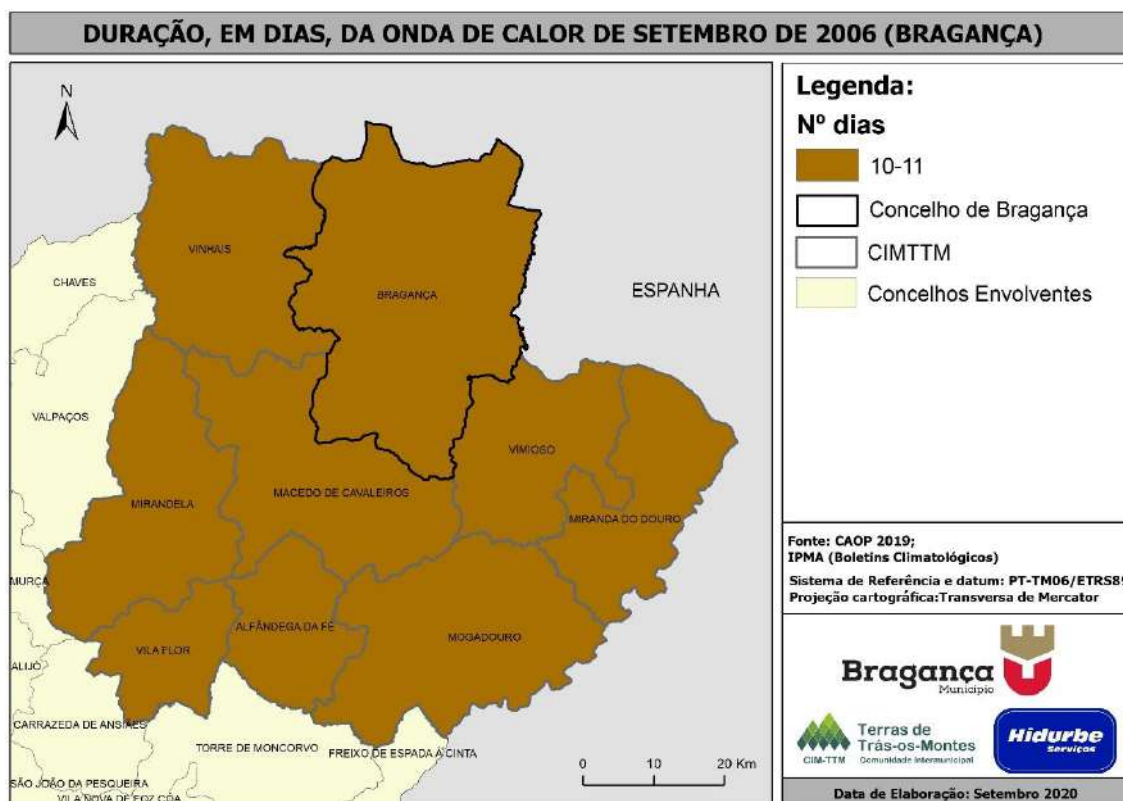 DURAÇÃO, EM DIAS, DA ONDA DE CALOR DE SETEMBRO DE 2006 (BRAGANÇA)
N
VINHAIS
CHAVES
BRAGANÇA
ESPANHA
VALPAÇOS
VIMIOSO
MACEDO DE CAVALEIROS
MIRANDELA
MIRANDA DO DOURO
MURÇA
ALFÂNDEGA DA FÉ
MOGADOURO
VILA FLOR
ALIJÓ
CARRAZEDA DE ANSIÃES
TORRE DE MONCORVO
FREIXO DE ESPADA À CINTA
SÃO JOÃO DA PESQUEIRA
VILA NOVA DE FOZ CÔA
0 10 20 Km
Legenda:
Nº dias
10-11
Concelho de Bragança
CIMTTM
Concelhos Envolventes
Fonte: CAOP 2019;
IPMA (Boletins Climatológicos)
Sistema de Referência e datum: PT-TM06/ETRS89
Projeção cartográfica:Transversa de Mercator
Bragança
Município
CIM-TTM
Terras de
Trás-os-Montes
Comunidade Intermunicipal
Hidurbe
Serviços
Data de Elaboração: Setembro 2020